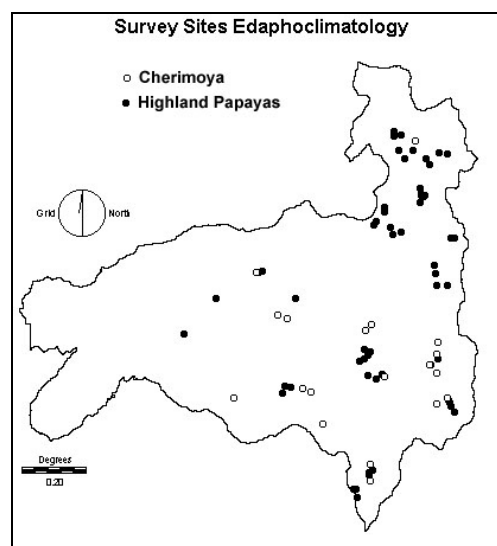 Survey Sites Edaphoclimatology
Cherimoya
Highland Papayas
Grid North
Degrees
0.20